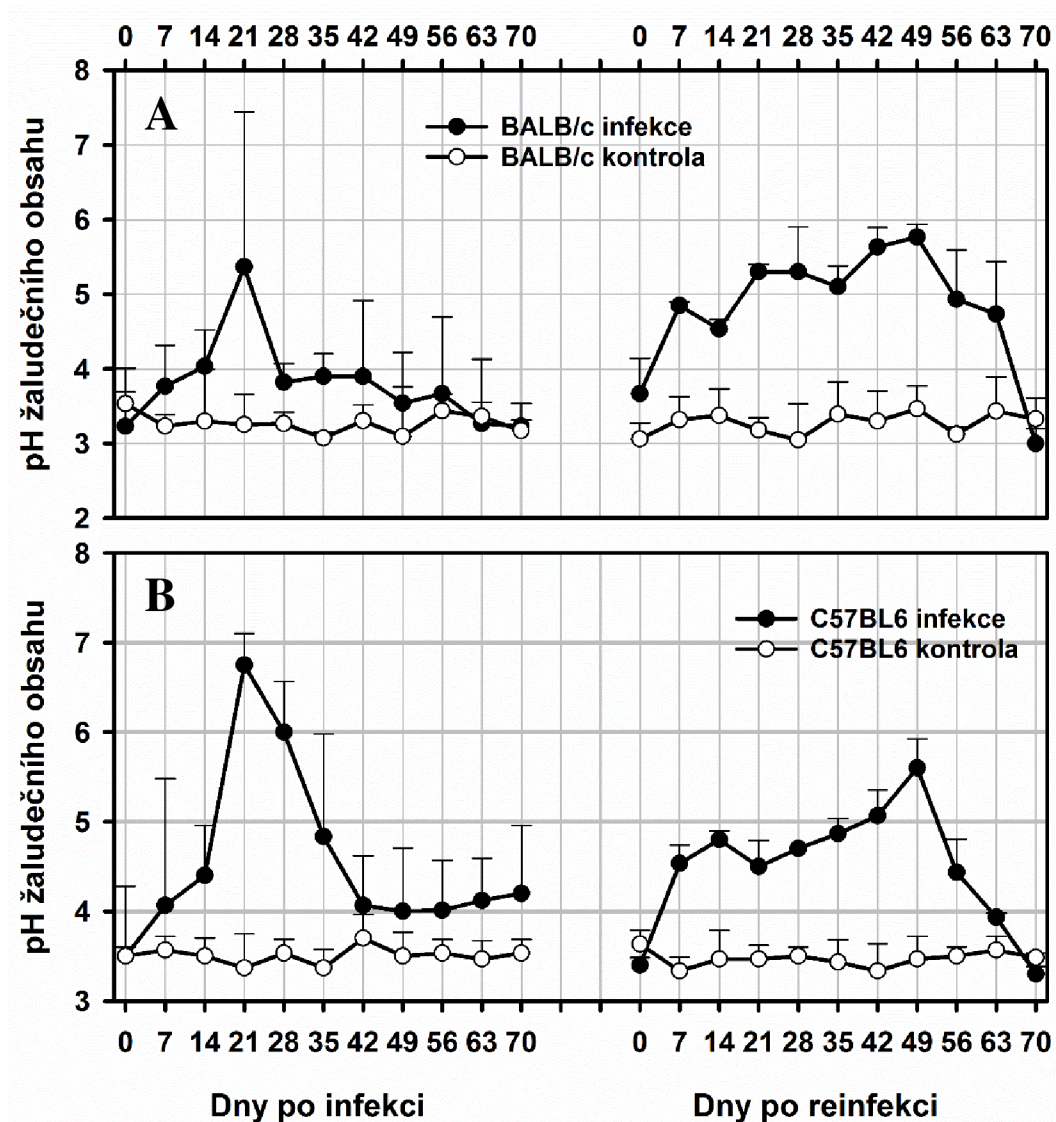 0 7 14 21 28 35 42 49 56 63 70 0 7 14 21 28 35 42 49 56 63 70
8
A
BALB/c infekce
7
BALB/c kontrola
6
5
4
3
2
pH žaludečního obsahu
8
B
C57BL6 infekce
7
C57BL6 kontrola
6
5
4
3
pH žaludečního obsahu
0 7 14 21 28 35 42 49 56 63 70 0 7 14 21 28 35 42 49 56 63 70
Dny po infekci Dny po reinfekci